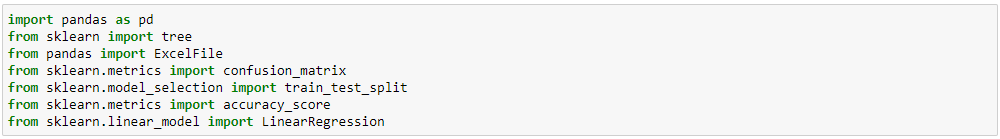 import pandas as pd
from sklearn import tree
from pandas import ExcelFile
from sklearn.metrics import confusion_matrix
from sklearn.model_selection import train_test_split
from sklearn.metrics import accuracy_score
from sklearn.linear_model import LinearRegression